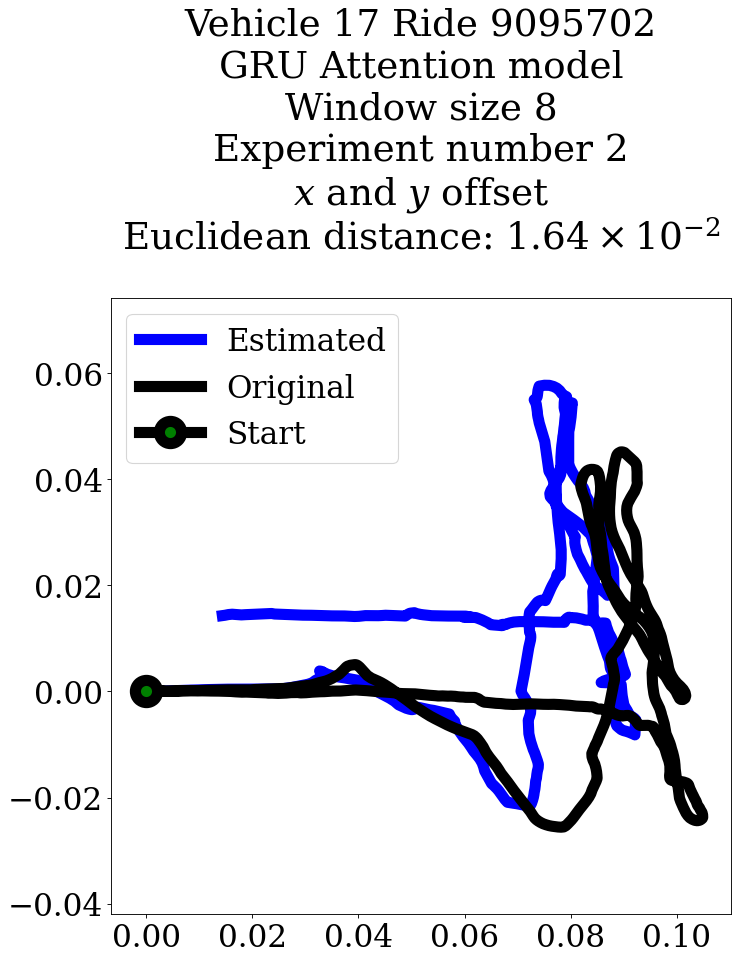 Vehicle 17 Ride 9095702
GRU Attention model
Window size 8
Experiment number 2
x and y offset
Euclidean distance: 1.64 × 10⁻²
Estimated
Original
Start
0.06
0.04
0.02
0.00
−0.02
−0.04
0.00 0.02 0.04 0.06 0.08 0.10